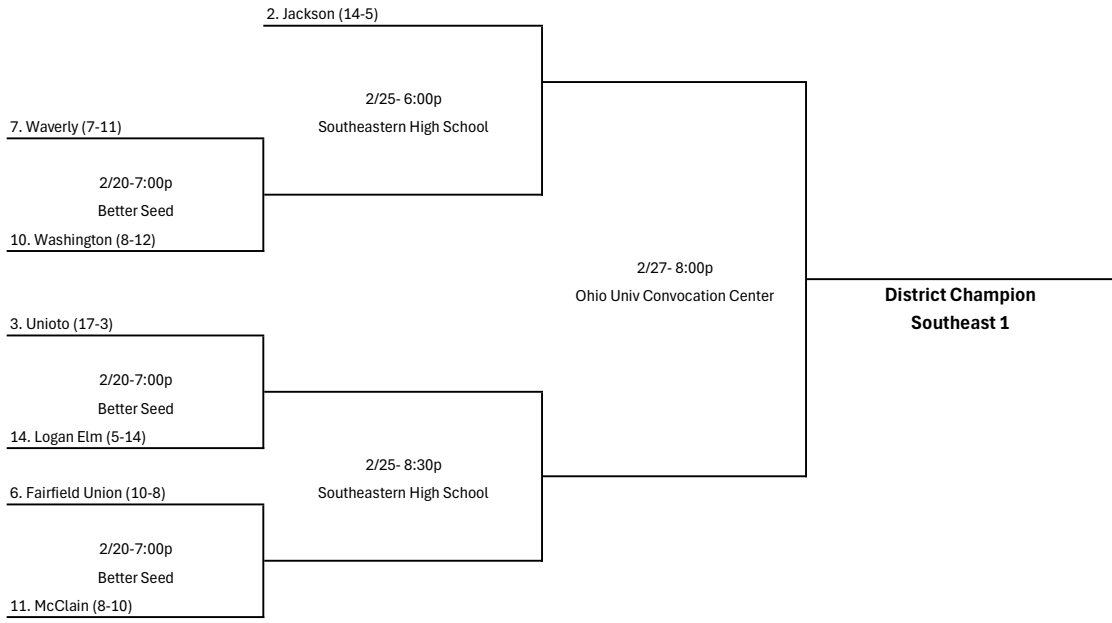 2. Jackson (14-5)
2/25- 6:00p
Southeastern High School
7. Waverly (7-11)
2/20-7:00p
Better Seed
10. Washington (8-12)
2/27- 8:00p
Ohio Univ Convocation Center
District Champion
Southeast 1
3. Unioto (17-3)
2/20-7:00p
Better Seed
14. Logan Elm (5-14)
2/25- 8:30p
Southeastern High School
6. Fairfield Union (10-8)
2/20-7:00p
Better Seed
11. McClain (8-10)